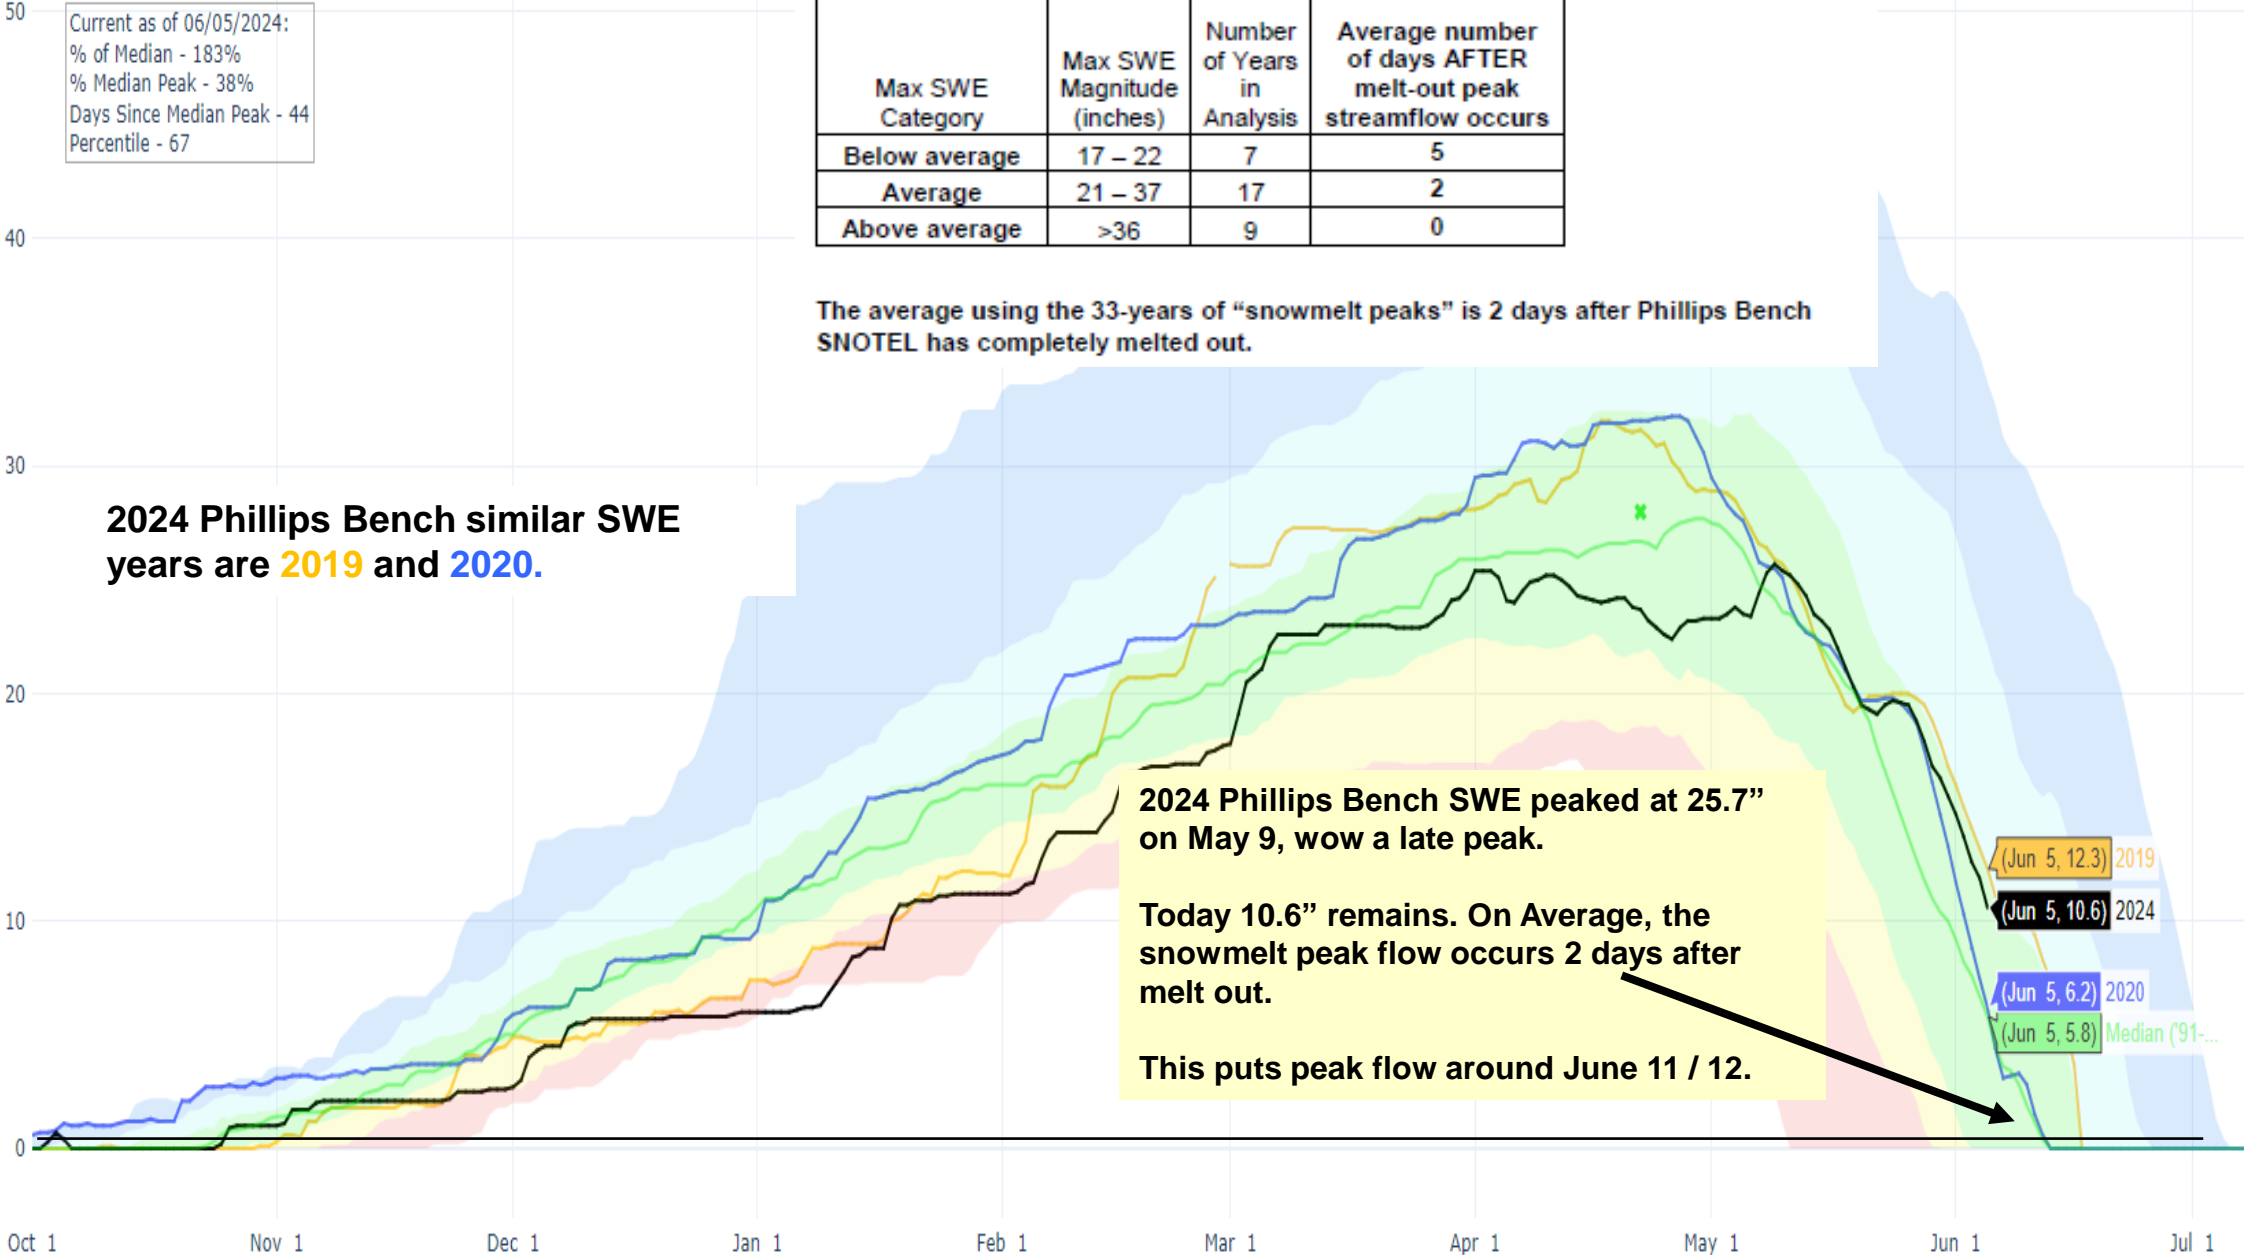 50
Current as of 06/05/2024:
% of Median - 183%
% Median Peak - 38%
Days Since Median Peak - 44
Percentile - 67
Max SWE Category
Max SWE Magnitude (inches)
Number of Years in Analysis
Average number of days AFTER melt-out peak streamflow occurs
Below average 17 – 22 7 5
Average 21 – 37 17 2
Above average >36 9 0
40
The average using the 33-years of “snowmelt peaks” is 2 days after Phillips Bench
SNOTEL has completely melted out.
30
2024 Phillips Bench similar SWE
years are 2019 and 2020.
20
2024 Phillips Bench SWE peaked at 25.7”
on May 9, wow a late peak.
Today 10.6” remains. On Average, the
snowmelt peak flow occurs 2 days after
melt out.
This puts peak flow around June 11 / 12.
(Jun 5, 12.3) 2019
(Jun 5, 10.6) 2024
(Jun 5, 6.2) 2020
(Jun 5, 5.8) Median ('91-...
10
0
Oct 1 Nov 1 Dec 1 Jan 1 Feb 1 Mar 1 Apr 1 May 1 Jun 1 Jul 1